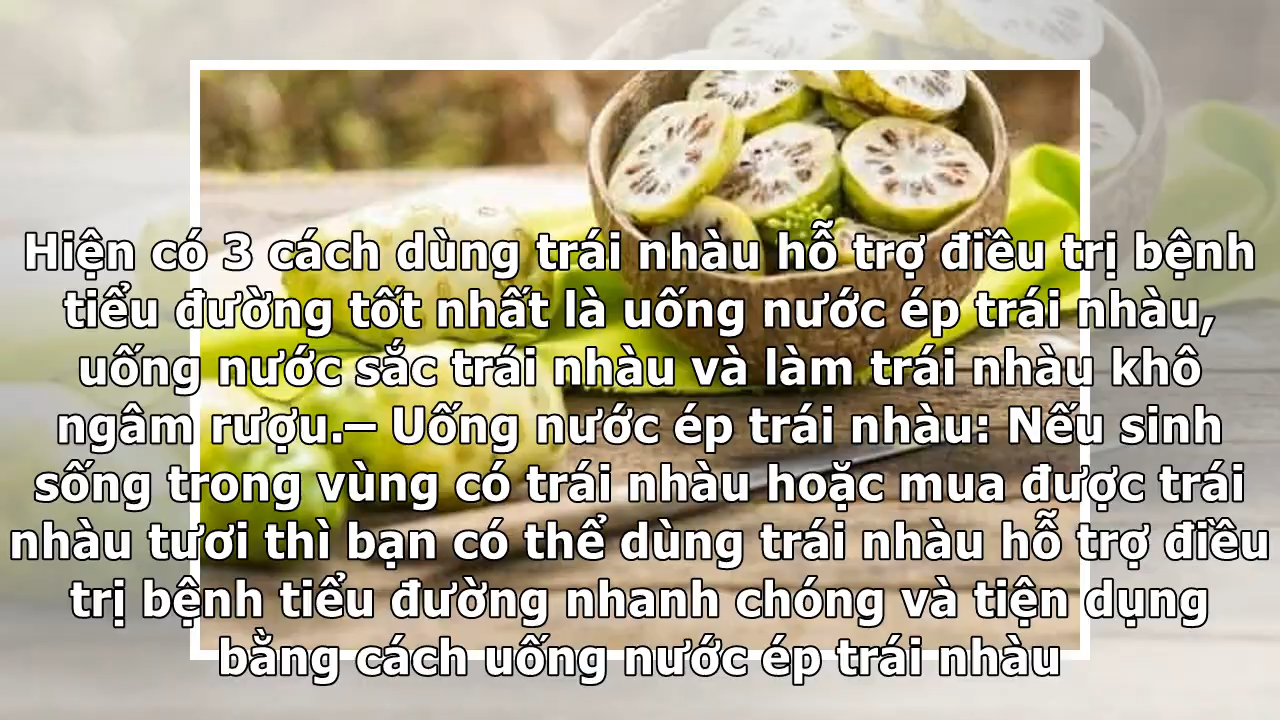 Hiện có 3 cách dùng trái nhàu hỗ trợ điều trị bệnh
tiểu đường tốt nhất là uống nước ép trái nhàu,
uống nước sắc trái nhàu và làm trái nhàu khô
ngâm rượu.– Uống nước ép trái nhàu: Nếu sinh
sống trong vùng có trái nhàu hoặc mua được trái
nhàu tươi thì bạn có thể dùng trái nhàu hỗ trợ điều
trị bệnh tiểu đường nhanh chóng và tiện dụng
bằng cách uống nước ép trái nhàu